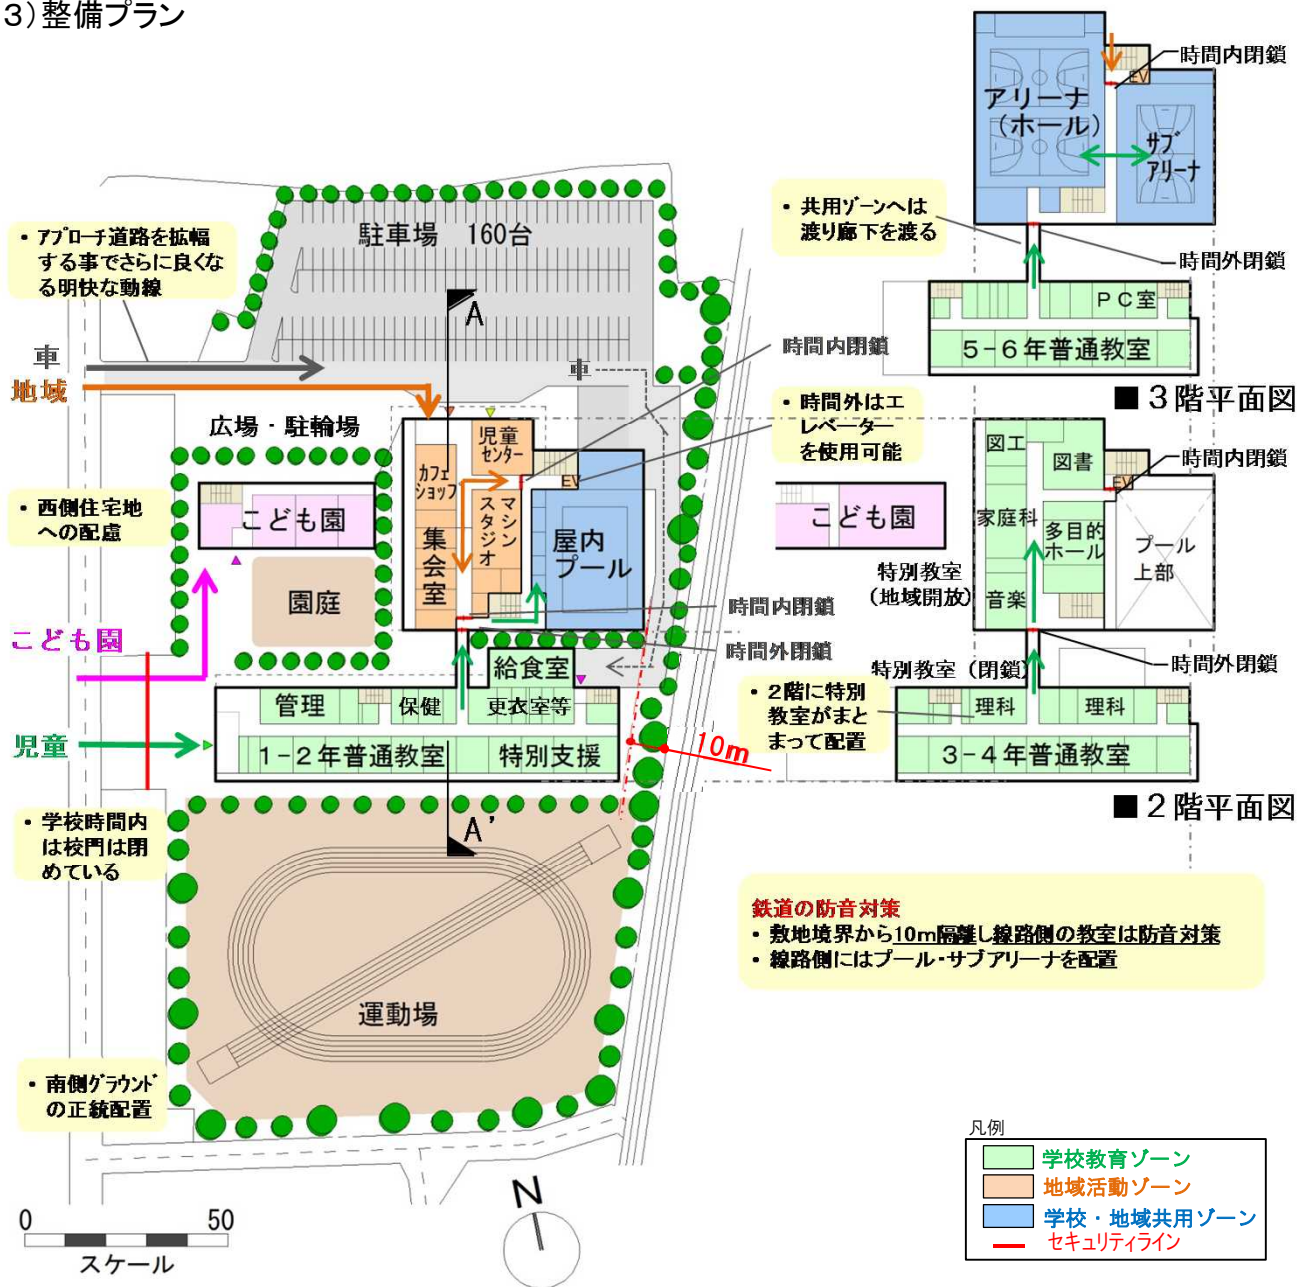 3)整備プラン
・アプローチ道路を拡幅
する事でさらに良くな
る明快な動線
駐車場 160台
A
車
地域
車
時間内閉鎖
広場・駐輪場
児童
センター
カフェ
ショップ
EV
マシン
スタジオ
集会室
屋内
プール
・時間外はエ
レベーター
を使用可能
・西側住宅地
への配慮
こども園
園庭
こども園
時間内閉鎖
時間外閉鎖
給食室
管理
保健
更衣室等
児童
1-2年普通教室
特別支援
10m
・学校時間内
は校門は閉
めている
A'
運動場
・南側グラウンド
の正統配置
0
50
スケール
N
アリーナ
(ホール)
EV
時間内閉鎖
サブ
アリーナ
・共用ゾーンへは
渡り廊下を渡る
時間外閉鎖
PC室
5-6年普通教室
■3階平面図
図工
図書
時間内閉鎖
EV
こども園
家庭科
多目的
ホール
プール
上部
特別教室
(地域開放)
音楽
特別教室(閉鎖)
時間外閉鎖
・2階に特別
教室がまと
まって配置
理科
理科
3-4年普通教室
■2階平面図
鉄道の防音対策
・敷地境界から10m隔離し線路側の教室は防音対策
・線路側にはプール・サブアリーナを配置
凡例
学校教育ゾーン
地域活動ゾーン
学校・地域共用ゾーン
セキュリティライン